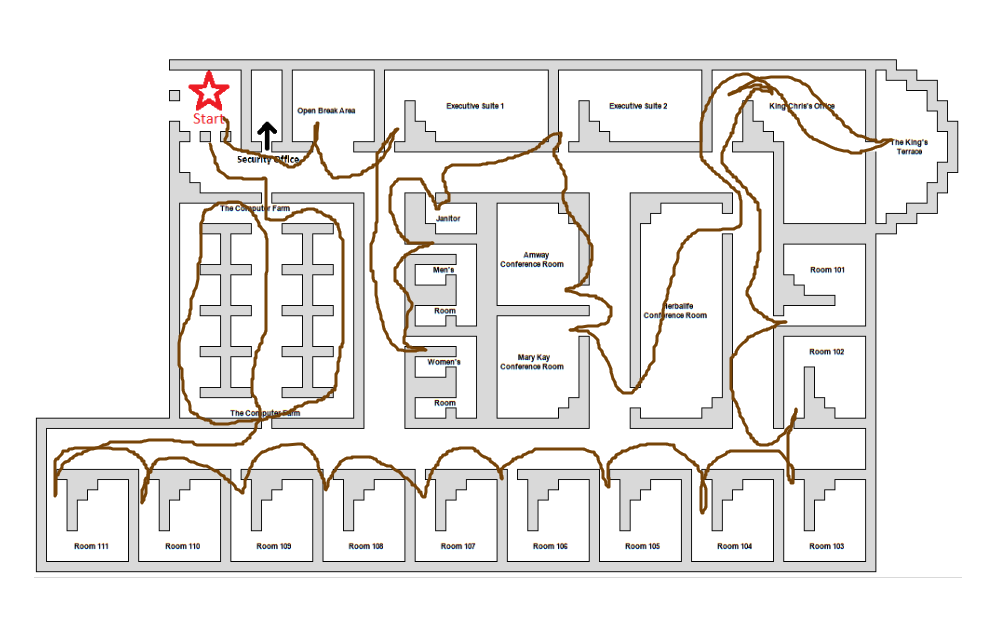 Start
Open Break Area
Executive Suite 1
Executive Suite 2
King Chris's Office
The King's
Terrace
Security Office
The Computer Farm
Janitor
Amway
Conference Room
Men's
Room
Herbalife
Conference Room
Room 101
Women's
Room
Mary Kay
Conference Room
Room 102
The Computer Farm
Room 111
Room 110
Room 109
Room 108
Room 107
Room 106
Room 105
Room 104
Room 103